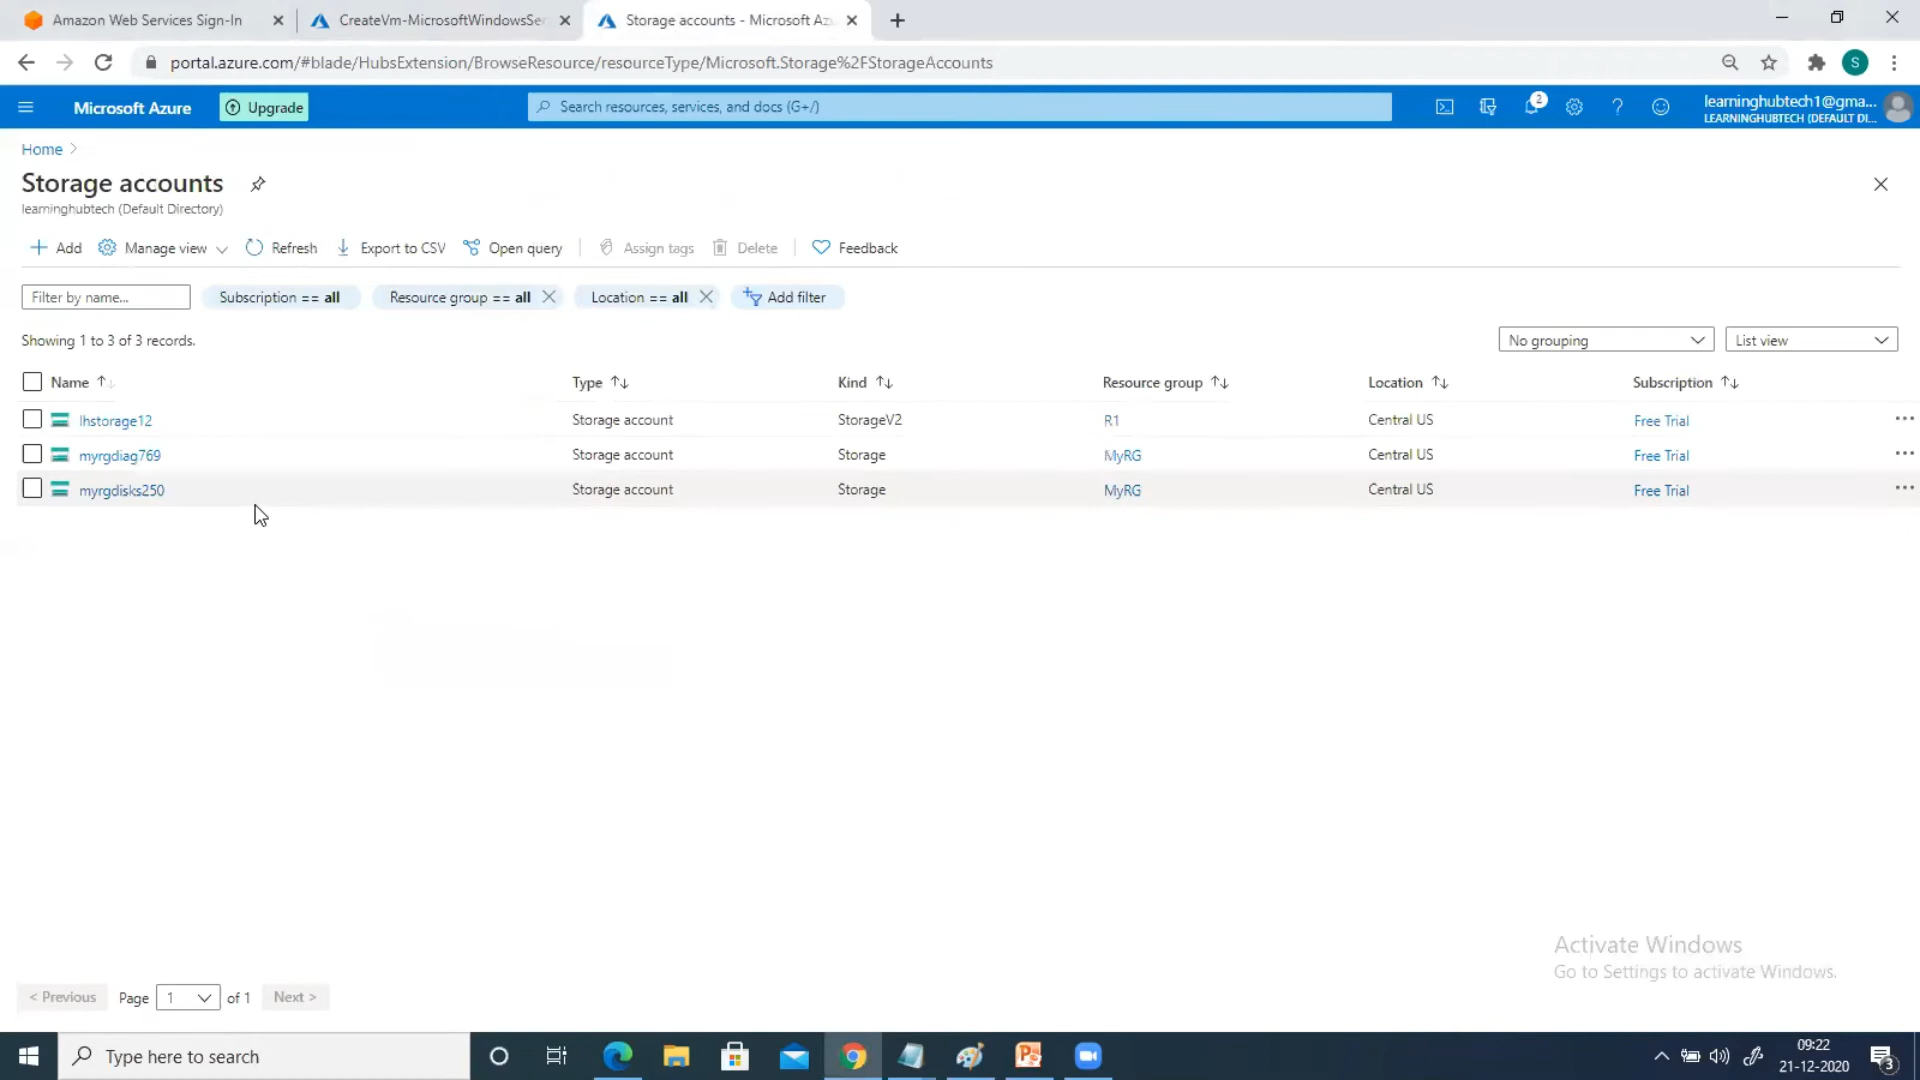 Amazon Web Services Sign-In
CreateVm-MicrosoftWindowsSer
Storage accounts - Microsoft Azu
portal.azure.com/#blade/HubsExtension/BrowseResource/resourceType/Microsoft.Storage%2FStorageAccounts
S
Microsoft Azure
Upgrade
Search resources, services, and docs (G+/)
2
learninghubtech1@gma...
LEARNINGHUBTECH (DEFAULT DI...
Home
Storage accounts
learninghubtech (Default Directory)
Add
Manage view
Refresh
Export to CSV
Open query
Assign tags
Delete
Feedback
Filter by name...
Subscription == all
Resource group == all
Location == all
Add filter
Showing 1 to 3 of 3 records.
No grouping
List view
Name Type Kind Resource group Location Subscription
lhstorage12 Storage account StorageV2 R1 Central US Free Trial
myrgdiag769 Storage account Storage MyRG Central US Free Trial
myrgdisks250 Storage account Storage MyRG Central US Free Trial
Activate Windows
Go to Settings to activate Windows.
< Previous Page 1 of 1 Next >
Type here to search
09:22
21-12-2020
3